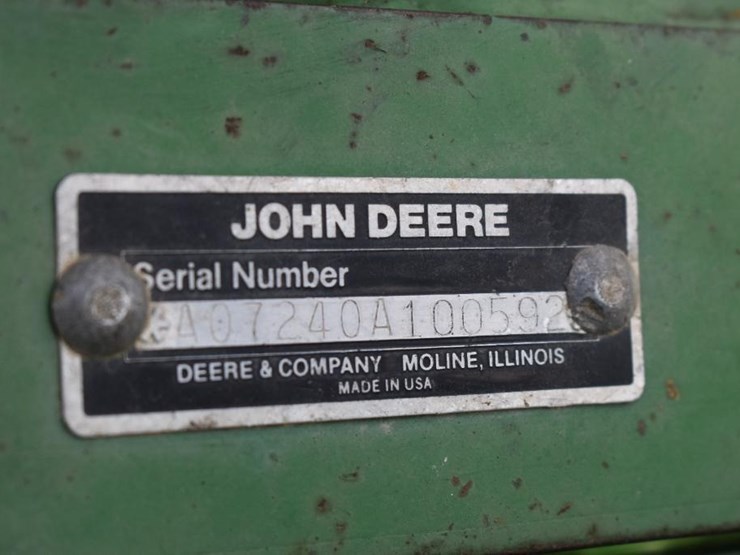 JOHN DEERE
Serial Number
A07240A100592
DEERE & COMPANY MOLINE, ILLINOIS
MADE IN USA